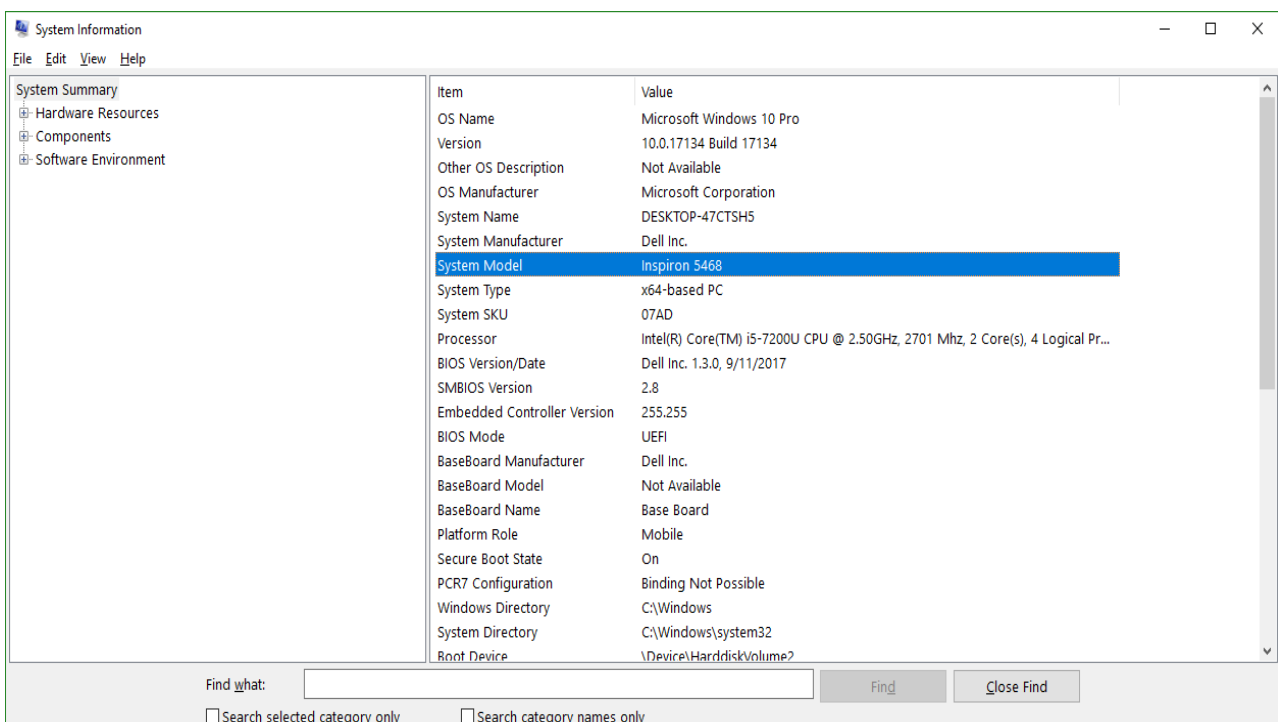 System Information
File Edit View Help
System Summary
Hardware Resources
Components
Software Environment
Item Value
OS Name Microsoft Windows 10 Pro
Version 10.0.17134 Build 17134
Other OS Description Not Available
OS Manufacturer Microsoft Corporation
System Name DESKTOP-47CTSH5
System Manufacturer Dell Inc.
System Model Inspiron 5468
System Type x64-based PC
System SKU 07AD
Processor Intel(R) Core(TM) i5-7200U CPU @ 2.50GHz, 2701 Mhz, 2 Core(s), 4 Logical Pr...
BIOS Version/Date Dell Inc. 1.3.0, 9/11/2017
SMBIOS Version 2.8
Embedded Controller Version 255.255
BIOS Mode UEFI
BaseBoard Manufacturer Dell Inc.
BaseBoard Model Not Available
BaseBoard Name Base Board
Platform Role Mobile
Secure Boot State On
PCR7 Configuration Binding Not Possible
Windows Directory C:\Windows
System Directory C:\Windows\system32
Boot Device \Device\HarddiskVolume2
Find what: Find Close Find
Search selected category only Search category names only